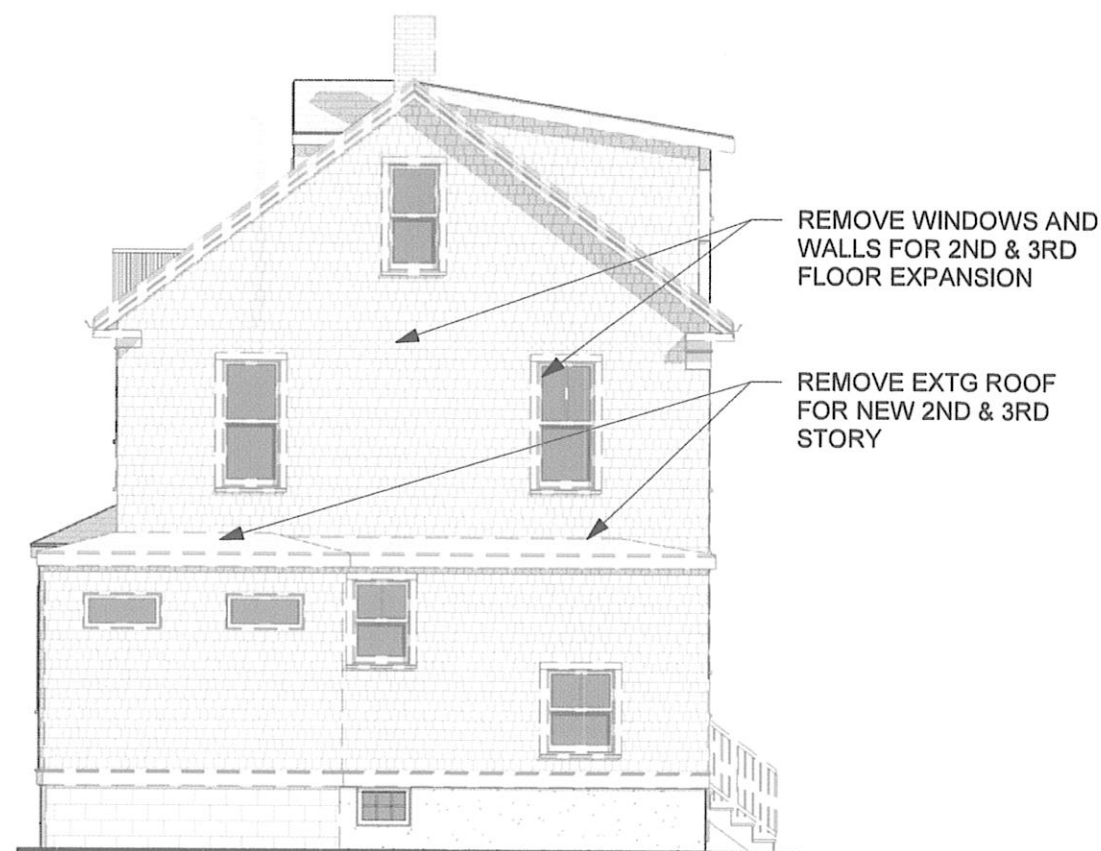 REMOVE WINDOWS AND
WALLS FOR 2ND & 3RD
FLOOR EXPANSION
REMOVE EXTG ROOF
FOR NEW 2ND & 3RD
STORY